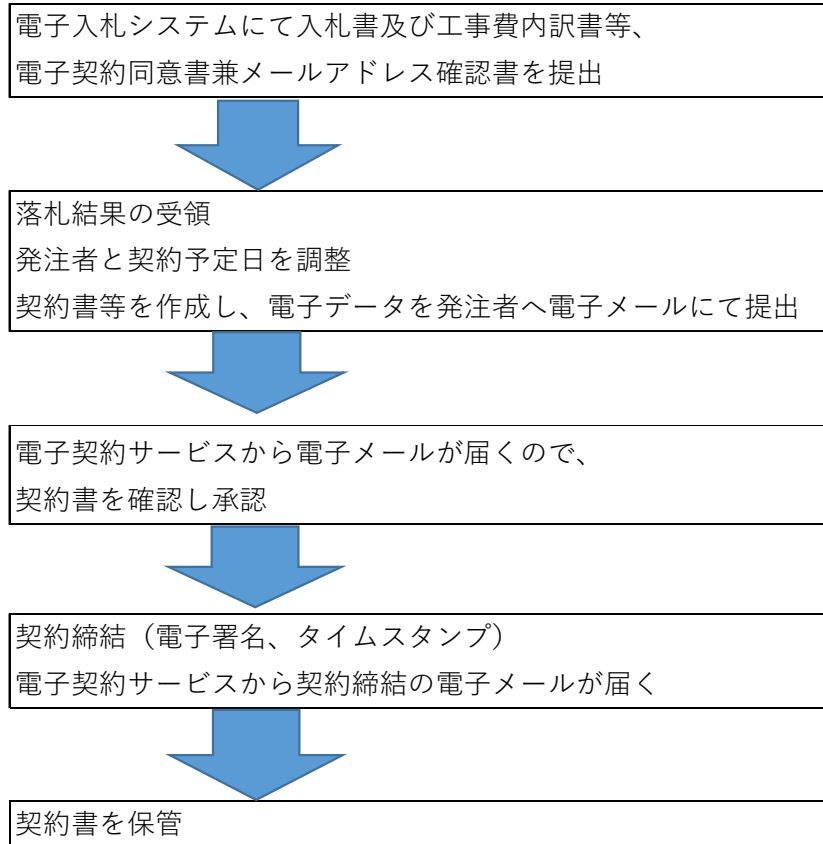 電子入札システムにて入札書及び工事費内訳書等、
電子契約同意書兼メールアドレス確認書を提出
落札結果の受領
発注者と契約予定日を調整
契約書等を作成し、電子データを発注者へ電子メールにて提出
電子契約サービスから電子メールが届くので、
契約書を確認し承認
契約締結（電子署名、タイムスタンプ）
電子契約サービスから契約締結の電子メールが届く
契約書を保管